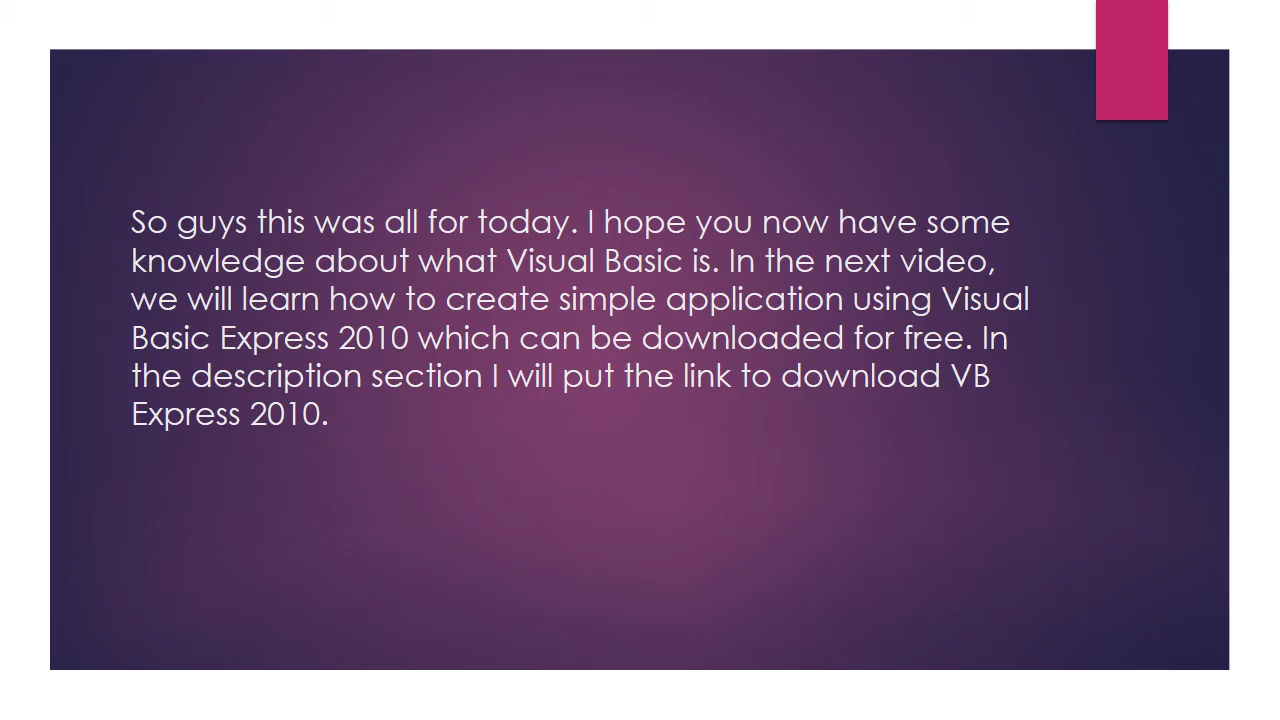 So guys this was all for today. I hope you now have some
knowledge about what Visual Basic is. In the next video,
we will learn how to create simple application using Visual
Basic Express 2010 which can be downloaded for free. In
the description section I will put the link to download VB
Express 2010.